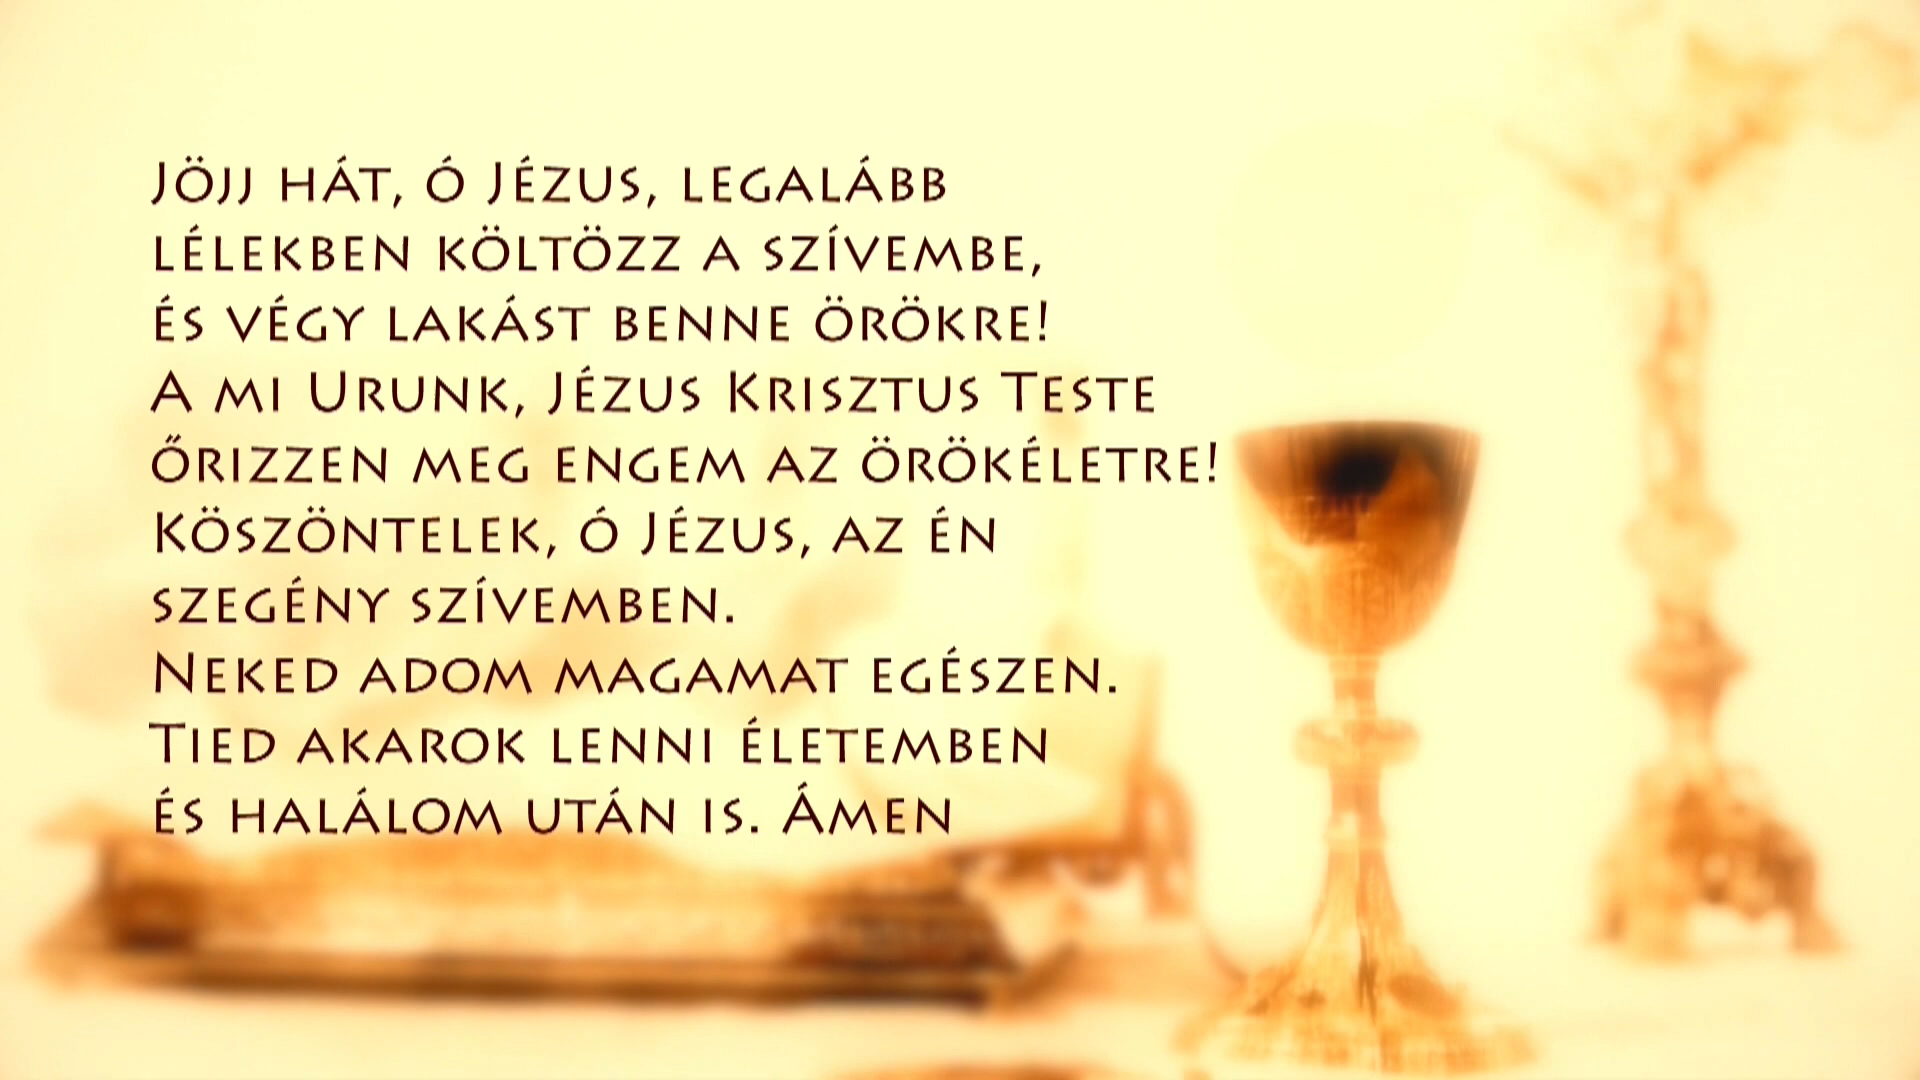 Jöjj hát, ó Jézus, legalább
lélekben költözz a szívembe,
és végy lakást benne örökre!
A mi Urunk, Jézus Krisztus Teste
őrizzen meg engem az örökéletre!
Köszöntelek, ó Jézus, az én
szegény szívemben.
Neked adom magamat egészen.
Tied akarok lenni életemben
és halálom után is. Ámen